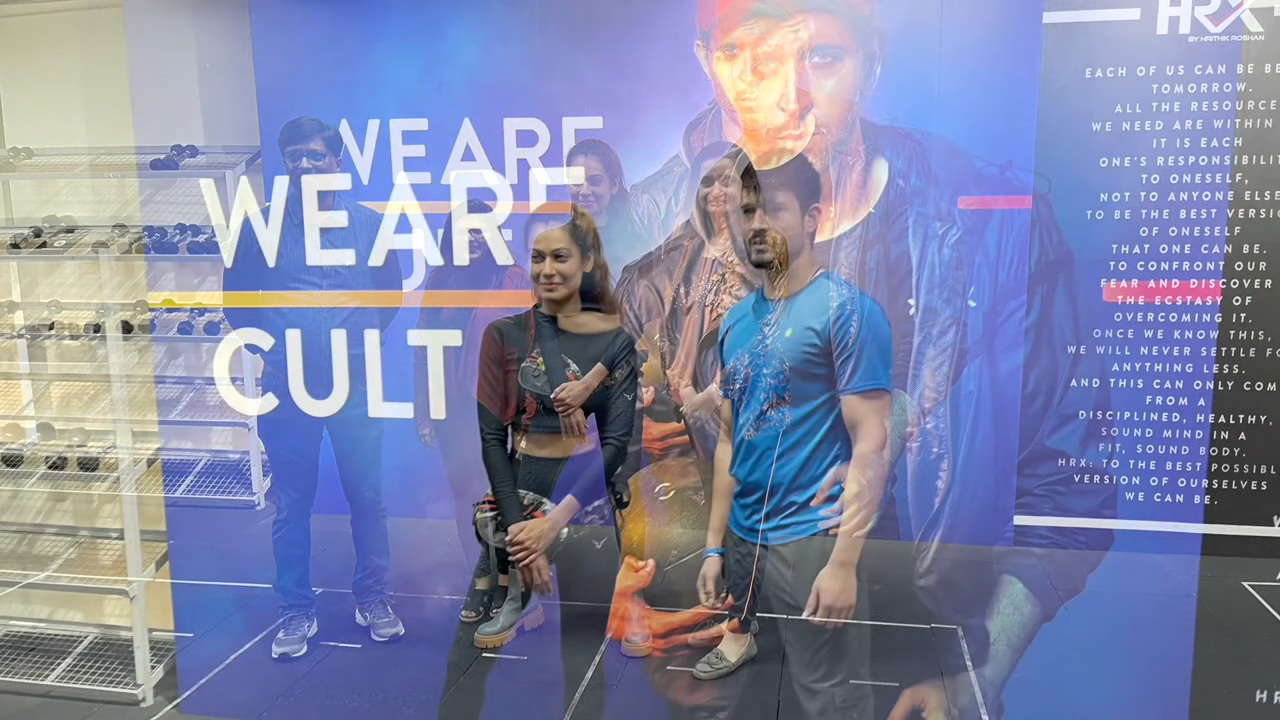 WE ARE
WE ARE
CULT
HRX
BY HRITHIK ROSHAN
EACH OF US CAN BE BE
TOMORROW.
ALL THE RESOURCE
WE NEED ARE WITHIN
IT IS EACH
ONE'S RESPONSIBILIT
TO ONESELF,
NOT TO ANYONE ELSE
TO BE THE BEST VERSIO
OF ONESELF
THAT ONE CAN BE.
TO CONFRONT OUR
FEAR AND DISCOVER
THE ECSTASY OF
OVERCOMING IT.
ONCE WE KNOW THIS,
WE WILL NEVER SETTLE FO
ANYTHING LESS.
AND THIS CAN ONLY COM
FROM A
DISCIPLINED, HEALTHY,
SOUND MIND IN A
FIT, SOUND BODY.
HRX: TO THE BEST POSSIBL
VERSION OF OURSELVES
WE CAN BE.